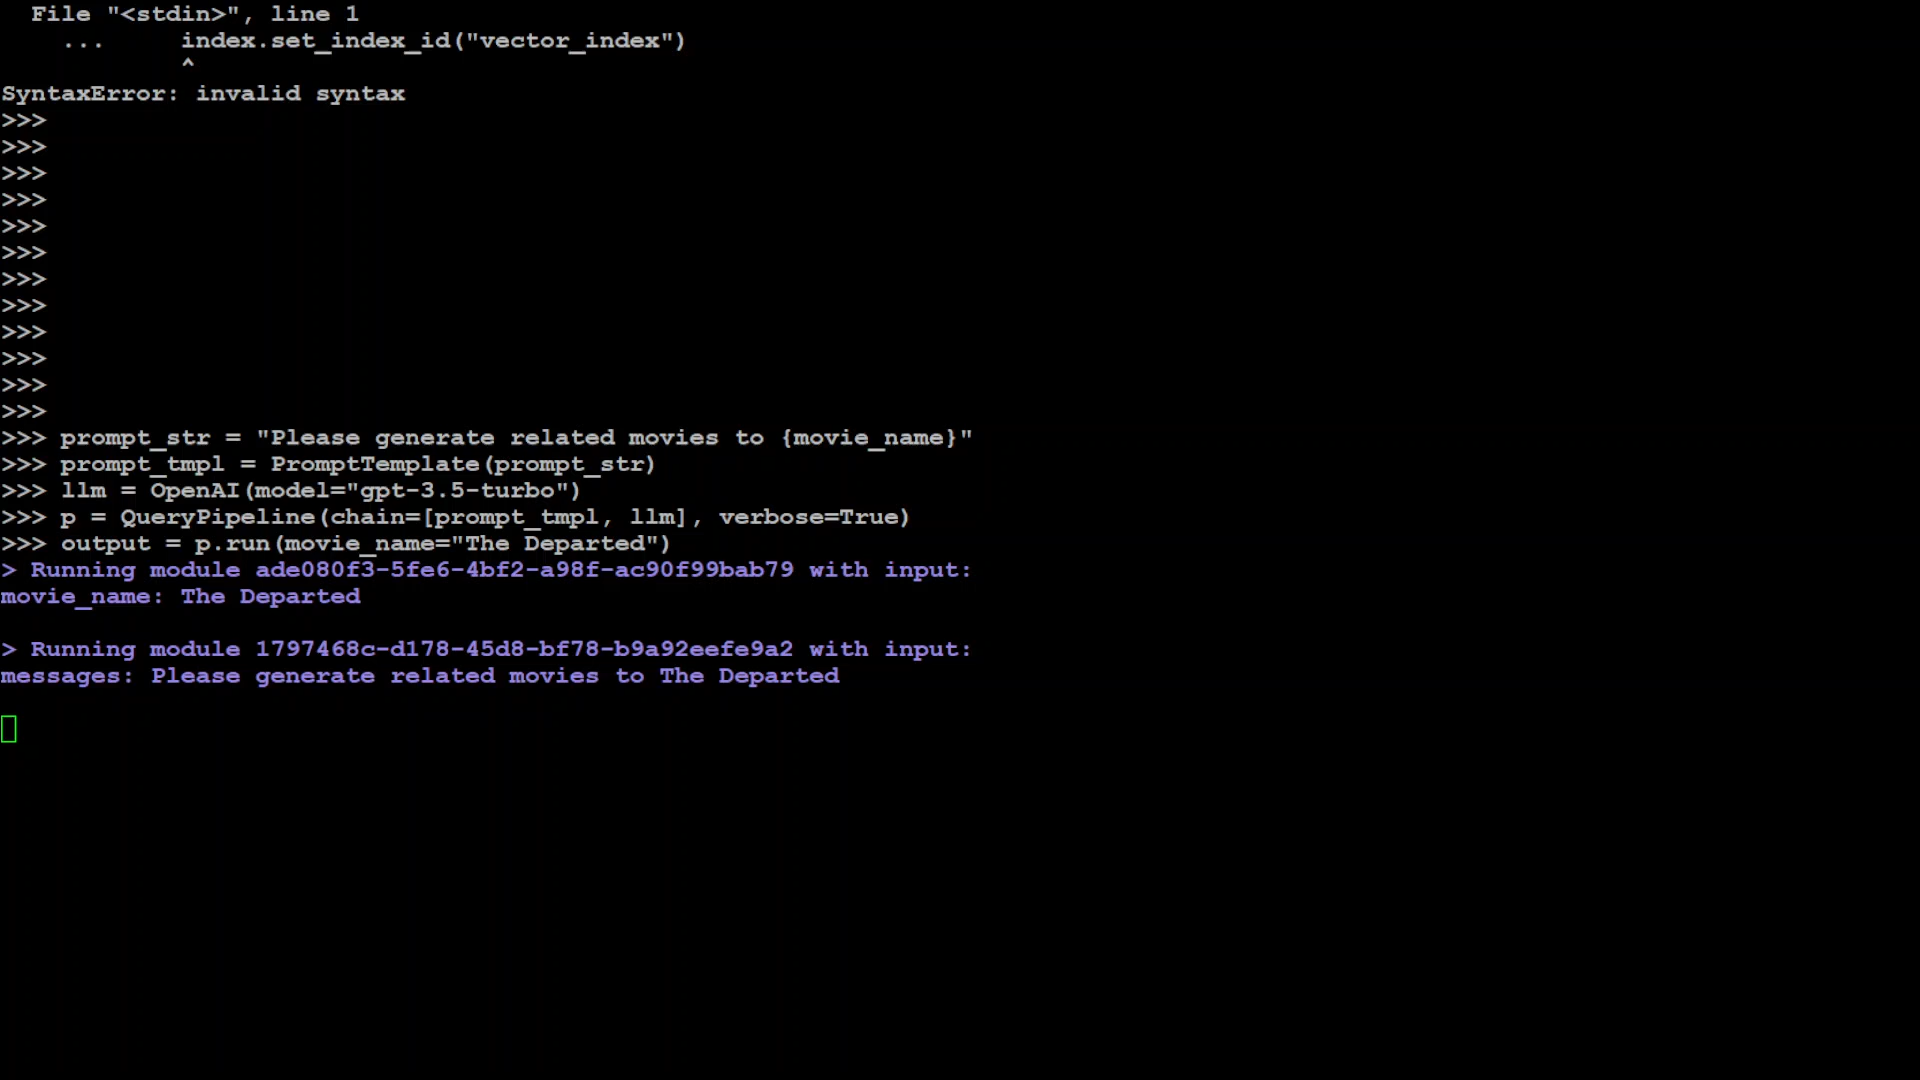 File "<stdin>", line 1
    ...     index.set_index_id("vector_index")
            ^
SyntaxError: invalid syntax
>>>
>>>
>>>
>>>
>>>
>>>
>>>
>>>
>>>
>>>
>>>
>>>
>>> prompt_str = "Please generate related movies to {movie_name}"
>>> prompt_tmpl = PromptTemplate(prompt_str)
>>> llm = OpenAI(model="gpt-3.5-turbo")
>>> p = QueryPipeline(chain=[prompt_tmpl, llm], verbose=True)
>>> output = p.run(movie_name="The Departed")
> Running module ade080f3-5fe6-4bf2-a98f-ac90f99bab79 with input:
movie_name: The Departed

> Running module 1797468c-d178-45d8-bf78-b9a92eefe9a2 with input:
messages: Please generate related movies to The Departed